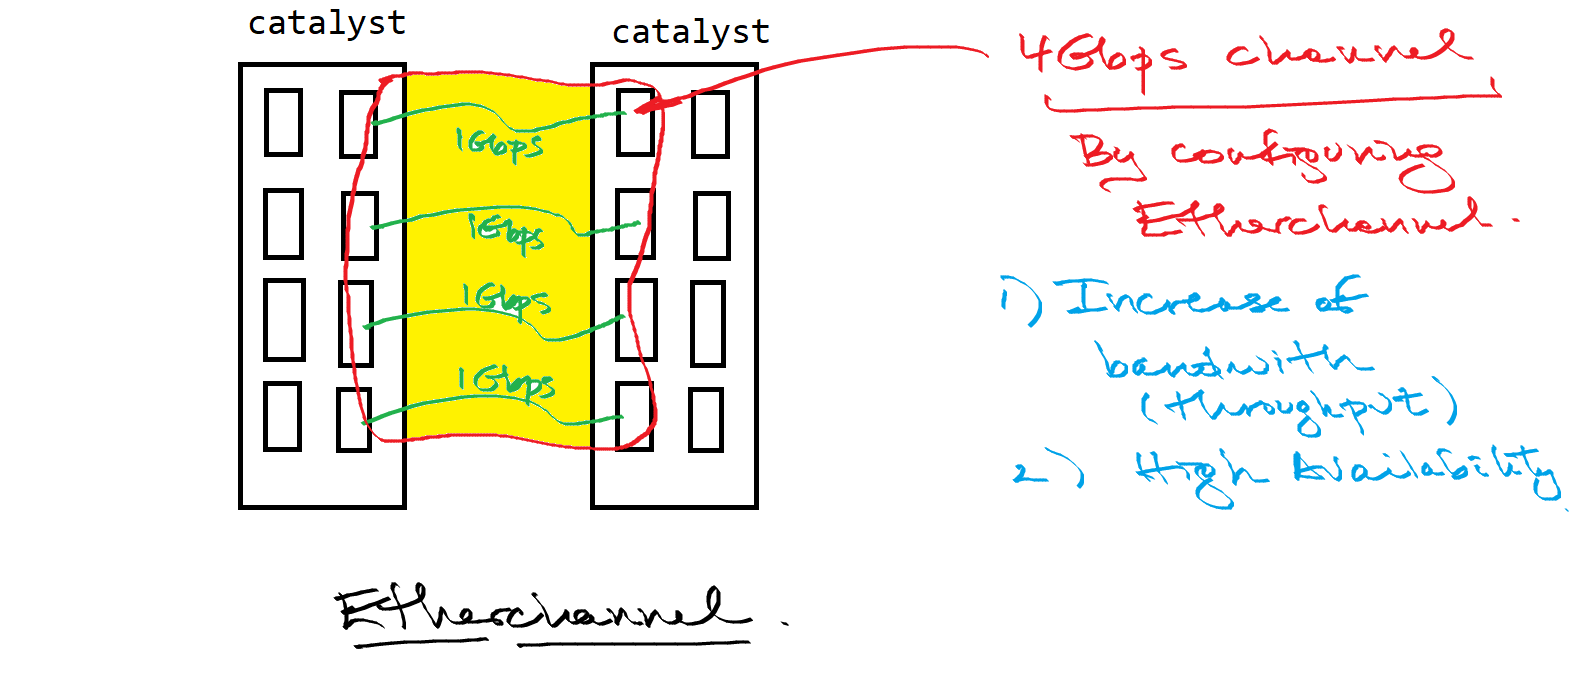 catalyst
catalyst
1Gbps
1Gbps
1Gbps
1Gbps
4Gbps channel
By configuring
Etherchannel.
1) Increase of
bandwith
(throughput)
2) High Availability.
Etherchannel.